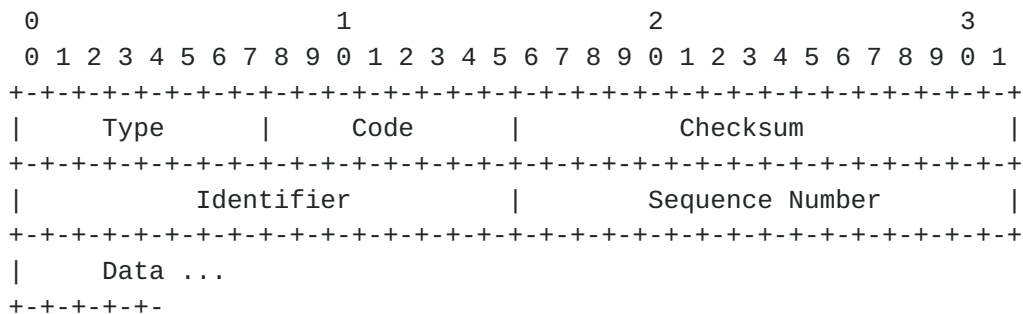 0                   1                   2                   3
 0 1 2 3 4 5 6 7 8 9 0 1 2 3 4 5 6 7 8 9 0 1 2 3 4 5 6 7 8 9 0 1
+-+-+-+-+-+-+-+-+-+-+-+-+-+-+-+-+-+-+-+-+-+-+-+-+-+-+-+-+-+-+-+-+
|     Type      |     Code      |          Checksum             |
+-+-+-+-+-+-+-+-+-+-+-+-+-+-+-+-+-+-+-+-+-+-+-+-+-+-+-+-+-+-+-+-+
|           Identifier          |        Sequence Number        |
+-+-+-+-+-+-+-+-+-+-+-+-+-+-+-+-+-+-+-+-+-+-+-+-+-+-+-+-+-+-+-+-+
|     Data ...
+-+-+-+-+-